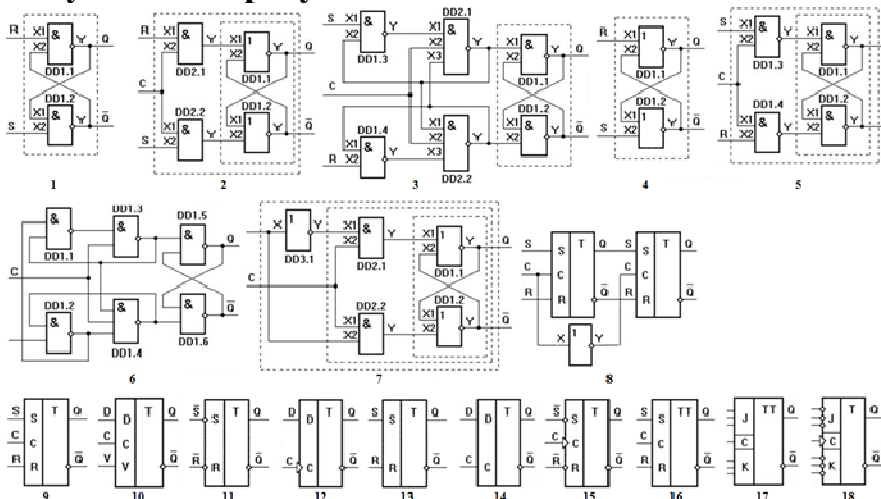 R X1 & Y Q
X2
DD1.1
DD1.2
X1 & Y Q̅
S X2
1
R X1 & Y X1 1 Y Q
X2 X2
DD2.1 DD1.1
C
DD2.2 DD1.2
X1 & Y X1 1 Y Q̅
S X2 X2
2
S X1 & Y DD2.1 X1 & Y X1 & Y Q
X2 X2 X2
DD1.3 X3 DD1.1
C
DD1.4 X1 & Y DD1.2
X1 & Y X2 X1 & Y Q̅
R X2 X3 X2
DD2.2
3
R X1 1 Y Q
X2
DD1.1
DD1.2
X1 1 Y Q̅
S X2
4
S X1 & Y X1 & Y
X2 X2
DD1.3 DD1.1
C
DD1.4 DD1.2
X1 & Y X1 & Y
R X2 X2
5
& DD1.3 DD1.5
& & Q
DD1.1
C
DD1.2
& & & Q̅
DD1.4 DD1.6
6
X 1 Y X1 & Y X1 1 Y Q
X2 X2
DD3.1 DD2.1 DD1.1
C
DD2.2 DD1.2
X1 & Y X1 1 Y Q̅
X2 X2
7
S S T Q S S T Q
C C C C
R R Q̅ R R Q̅
X 1 Y
8
S S T Q
C C
R R Q̅
9
D D T Q
C C
V V Q̅
10
S̅ S T Q
R̅ R Q̅
11
D D T Q
C C Q̅
12
S S T Q
R R Q̅
13
D D T Q
C C Q̅
14
S̅ S T Q
C C
R̅ R Q̅
15
S S TT Q
C C
R R Q̅
16
J TT Q
C
K Q̅
17
J T Q
C
K Q̅
18